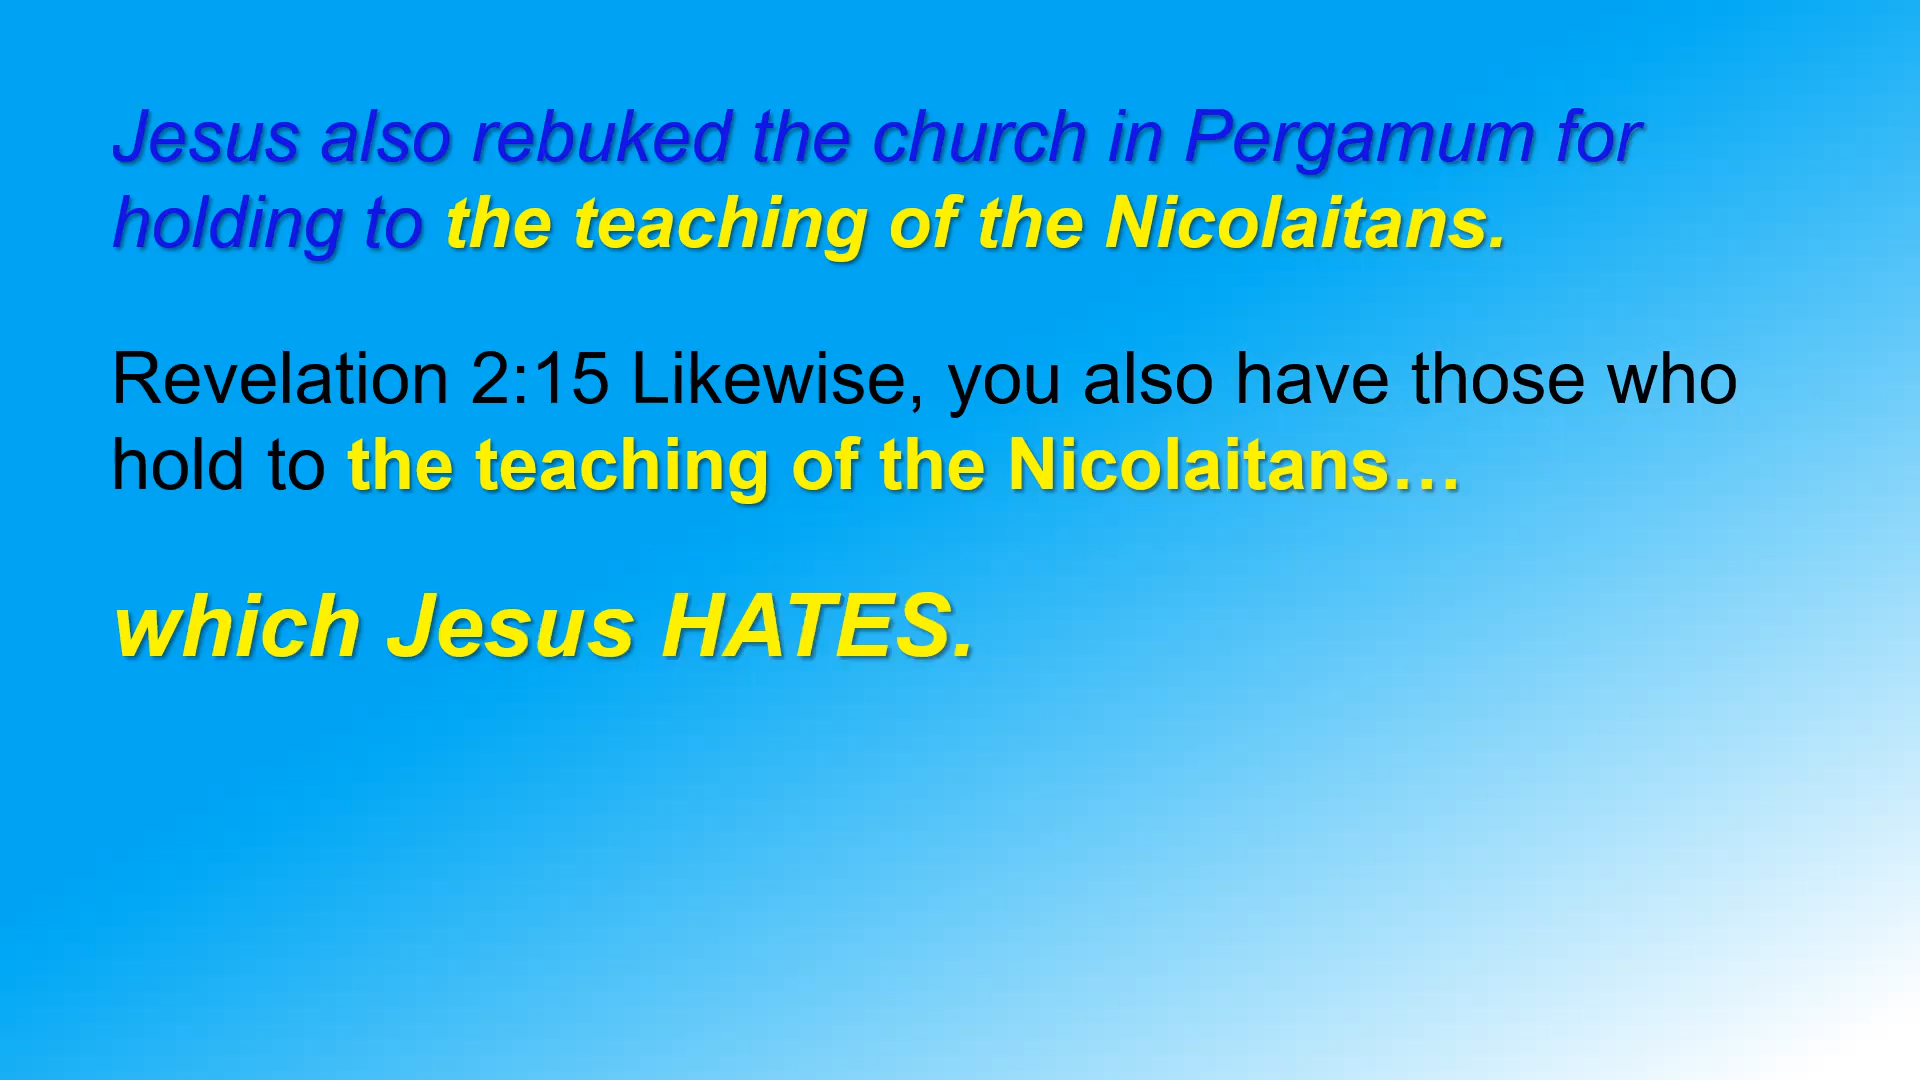 Jesus also rebuked the church in Pergamum for
holding to the teaching of the Nicolaitans.
Revelation 2:15 Likewise, you also have those who
hold to the teaching of the Nicolaitans…
which Jesus HATES.